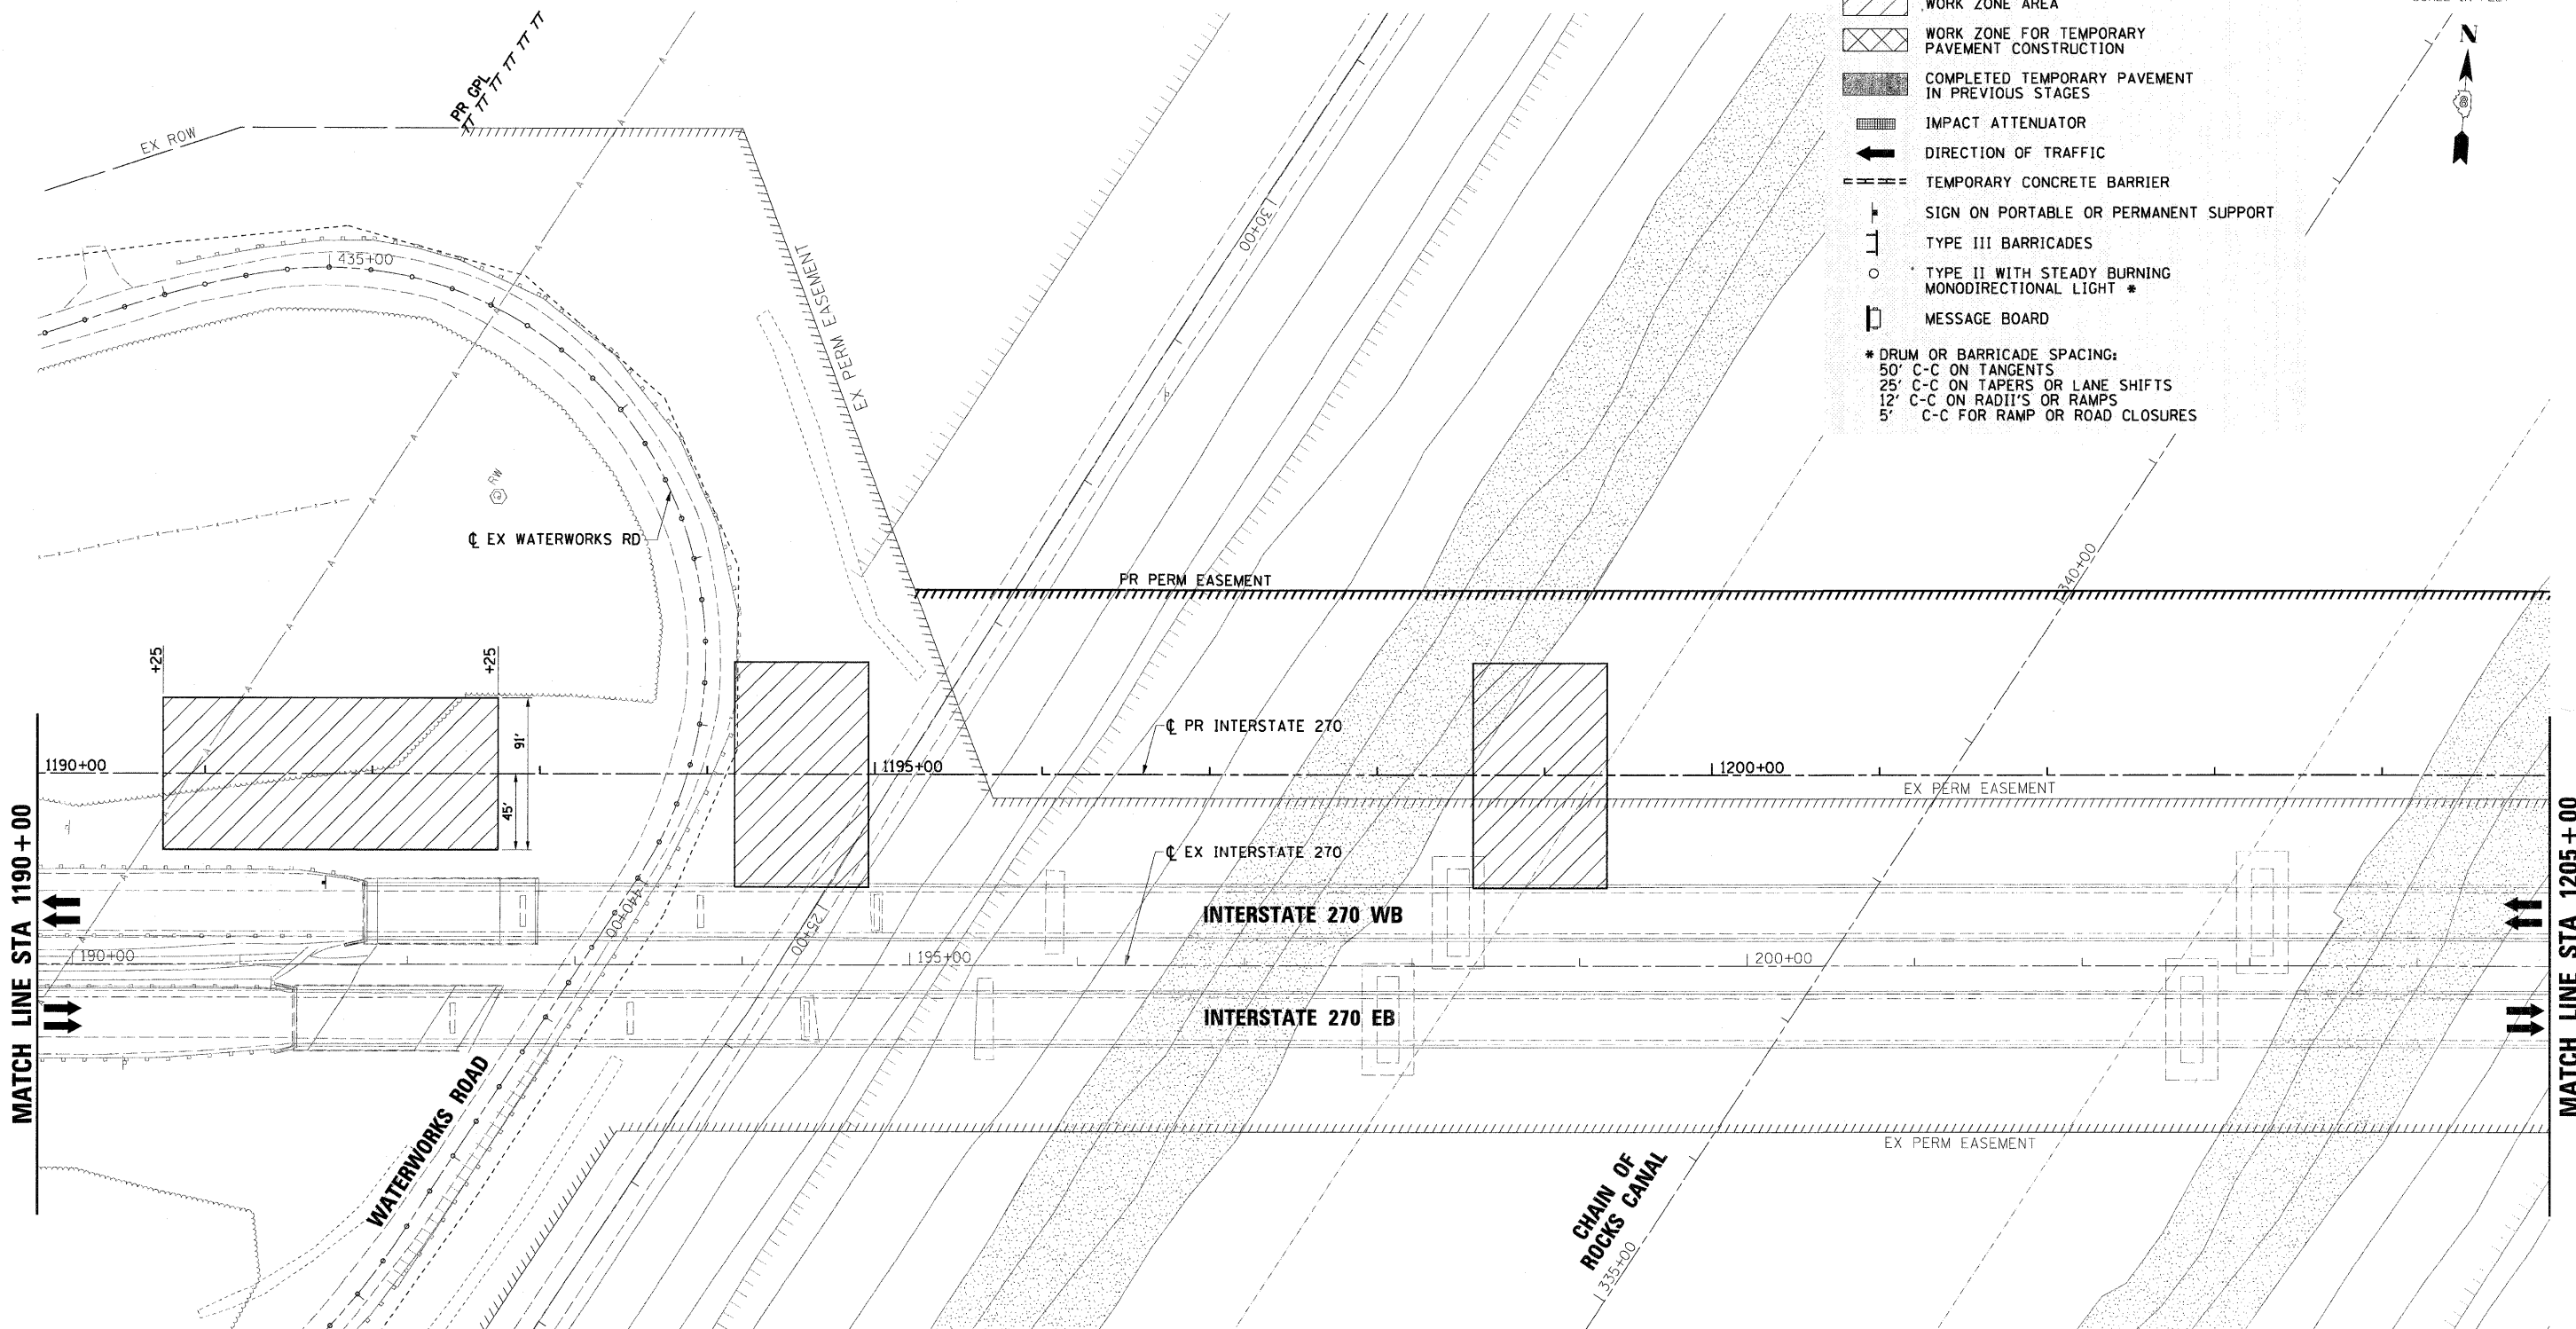 WORK ZONE AREA
WORK ZONE FOR TEMPORARY
PAVEMENT CONSTRUCTION
COMPLETED TEMPORARY PAVEMENT
IN PREVIOUS STAGES
IMPACT ATTENUATOR
DIRECTION OF TRAFFIC
TEMPORARY CONCRETE BARRIER
SIGN ON PORTABLE OR PERMANENT SUPPORT
TYPE III BARRICADES
TYPE II WITH STEADY BURNING
MONODIRECTIONAL LIGHT *
MESSAGE BOARD
* DRUM OR BARRICADE SPACING:
50' C-C ON TANGENTS
25' C-C ON TAPERS OR LANE SHIFTS
12' C-C ON RADII'S OR RAMPS
5' C-C FOR RAMP OR ROAD CLOSURES
N
PR GPL
TT TT TT TT TT TT
EX ROW
435+00
EX PERM EASEMENT
130+00
RW
℄ EX WATERWORKS RD
PR PERM EASEMENT
340+00
+25
+25
91'
45'
℄ PR INTERSTATE 270
1190+00
1195+00
1200+00
EX PERM EASEMENT
℄ EX INTERSTATE 270
440+00
125+00
INTERSTATE 270 WB
190+00
195+00
200+00
INTERSTATE 270 EB
MATCH LINE STA 1190+00
MATCH LINE STA 1205+00
WATERWORKS ROAD
EX PERM EASEMENT
CHAIN OF
ROCKS CANAL
335+00